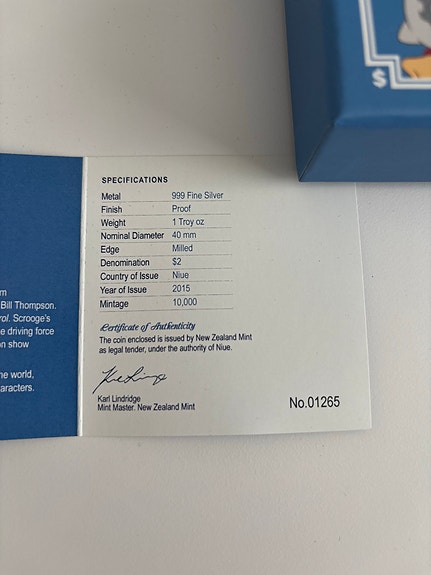 $
SPECIFICATIONS
Metal 999 Fine Silver
Finish Proof
Weight 1 Troy oz
Nominal Diameter 40 mm
Edge Milled
Denomination $2
Country of Issue Niue
Year of Issue 2015
Mintage 10,000
Certificate of Authenticity
The coin enclosed is issued by New Zealand Mint
as legal tender, under the authority of Niue.
Karl Lindridge
Mint Master, New Zealand Mint
No.01265
m
Bill Thompson.
rol. Scrooge's
e driving force
on show
he world,
aracters.